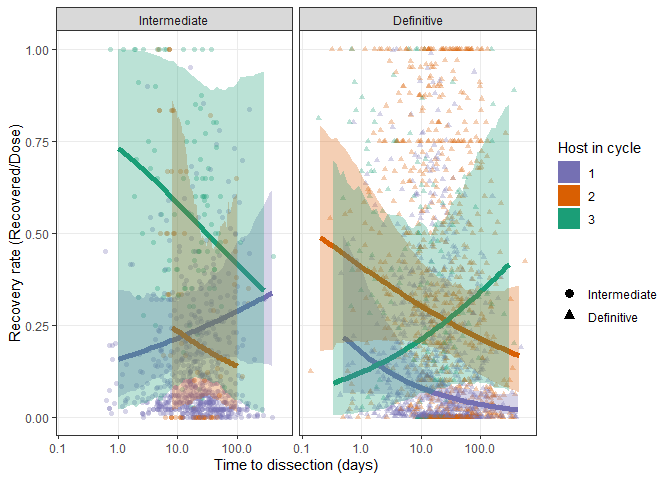 Intermediate
Definitive
Recovery rate ((Recovered/Dose)
1.00
0.75
0.50
0.25
0.00
0.1
1.0
10.0
100.0
0.1
1.0
10.0
100.0
Time to dissection (days)
Host in cycle
1
2
3
Intermediate
Definitive